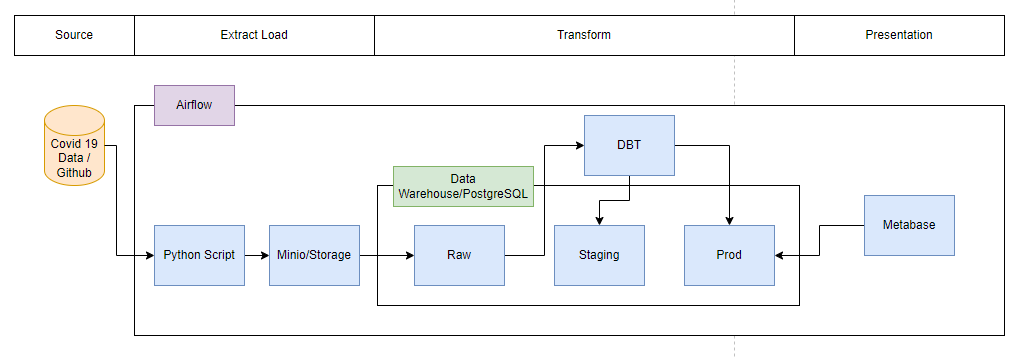 Source
Extract Load
Transform
Presentation
Airflow
Covid 19
Data /
Github
DBT
Data
Warehouse/PostgreSQL
Metabase
Python Script
Minio/Storage
Raw
Staging
Prod